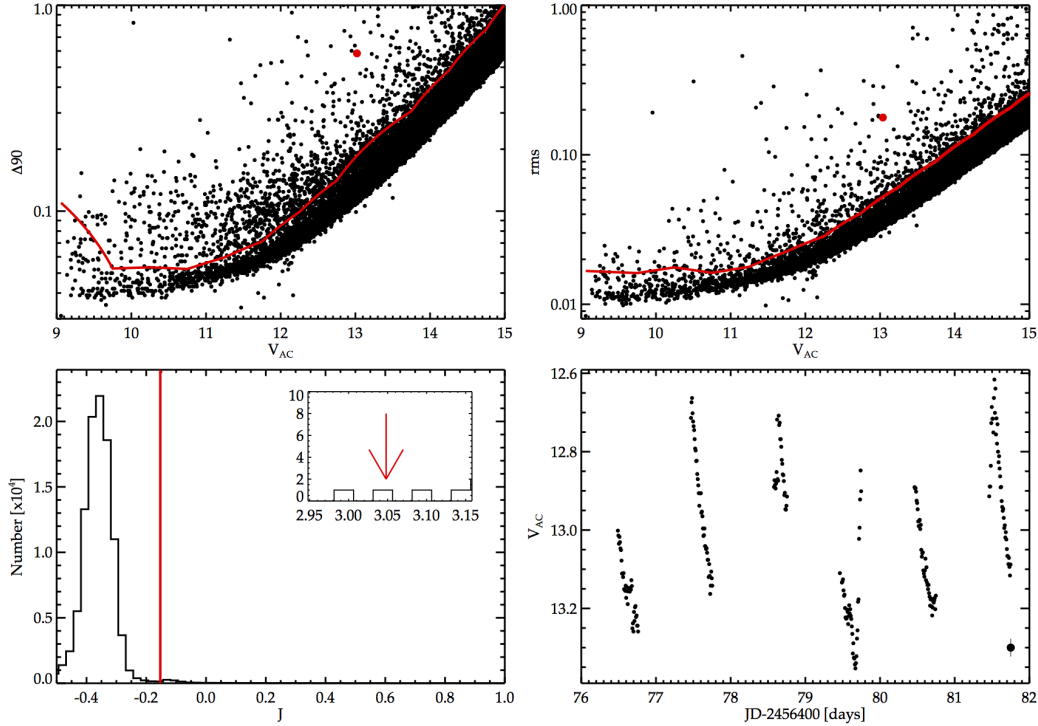 1.0
Δ90
0.1
9 10 11 12 13 14 15
V_AC
1.00
rms
0.10
0.01
9 10 11 12 13 14 15
V_AC
Number [x10⁴]
2.0
1.5
1.0
0.5
0.0
-0.4 -0.2 0.0 0.2 0.4 0.6 0.8 1.0
J
10
8
6
4
2
0
2.95 3.00 3.05 3.10 3.15
12.6
12.8
V_AC
13.0
13.2
76 77 78 79 80 81 82
JD-2456400 [days]